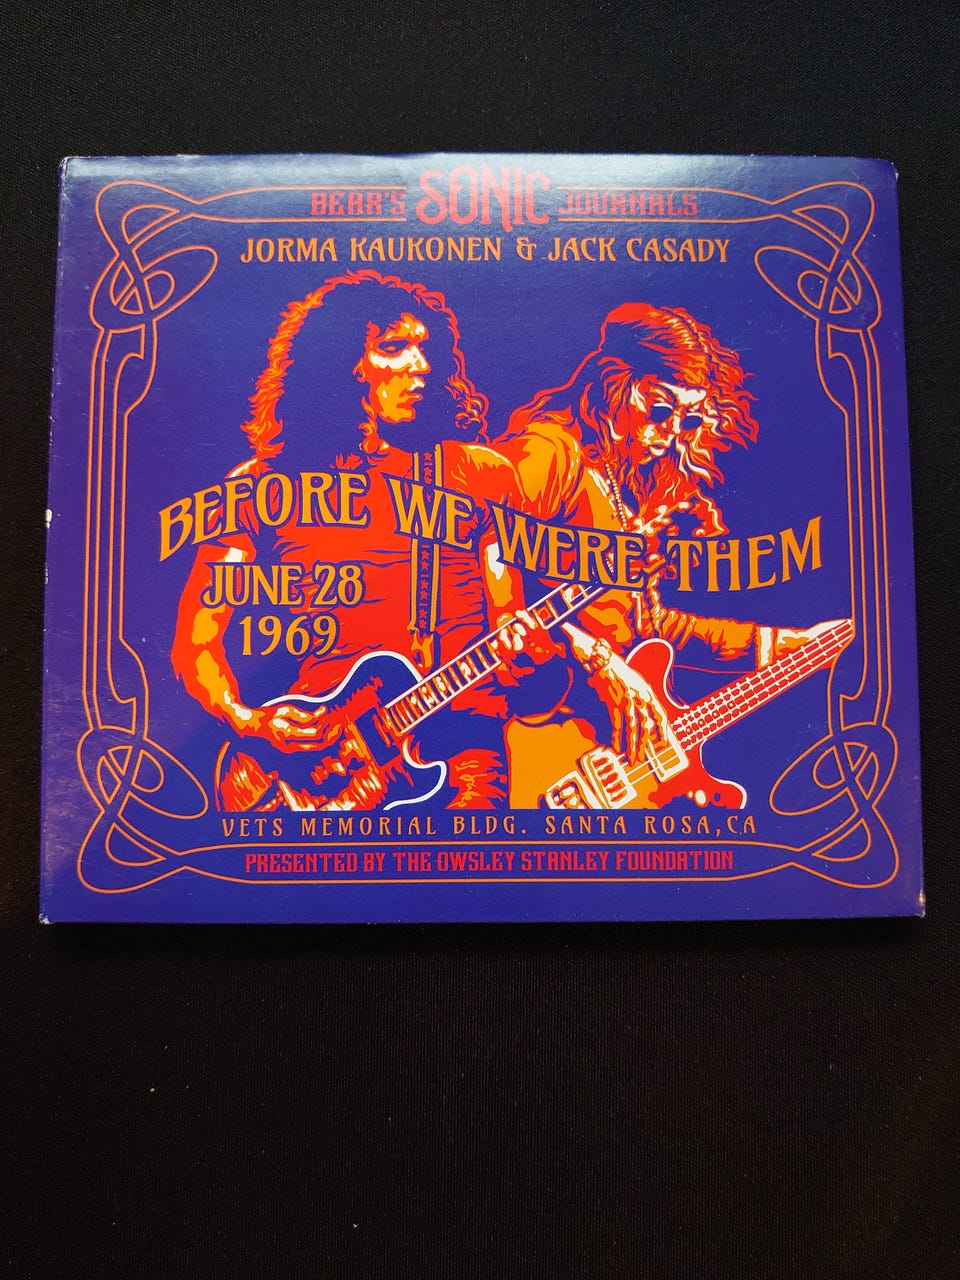 BEAR'S SONIC JOURNALS
JORMA KAUKONEN & JACK CASADY
BEFORE WE WERE THEM
JUNE 28
1969
VETS MEMORIAL BLDG. SANTA ROSA, CA
PRESENTED BY THE OWSLEY STANLEY FOUNDATION